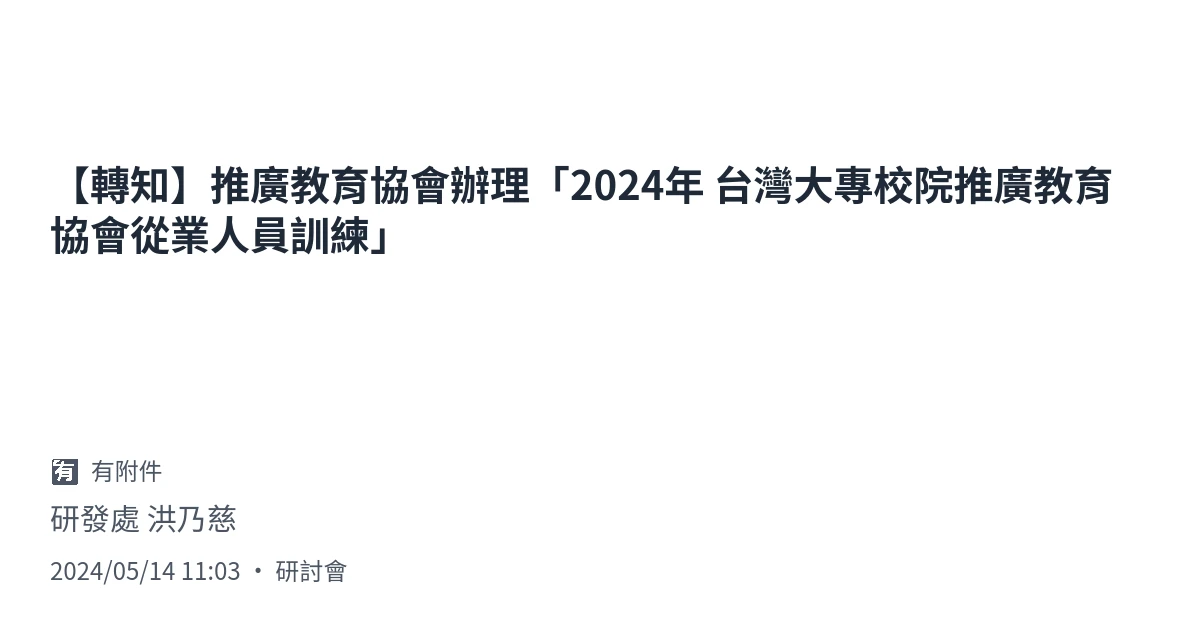 【轉知】推廣教育協會辦理「2024年 台灣大專校院推廣教育
協會從業人員訓練」
有 有附件
研發處 洪乃慈
2024/05/14 11:03 • 研討會